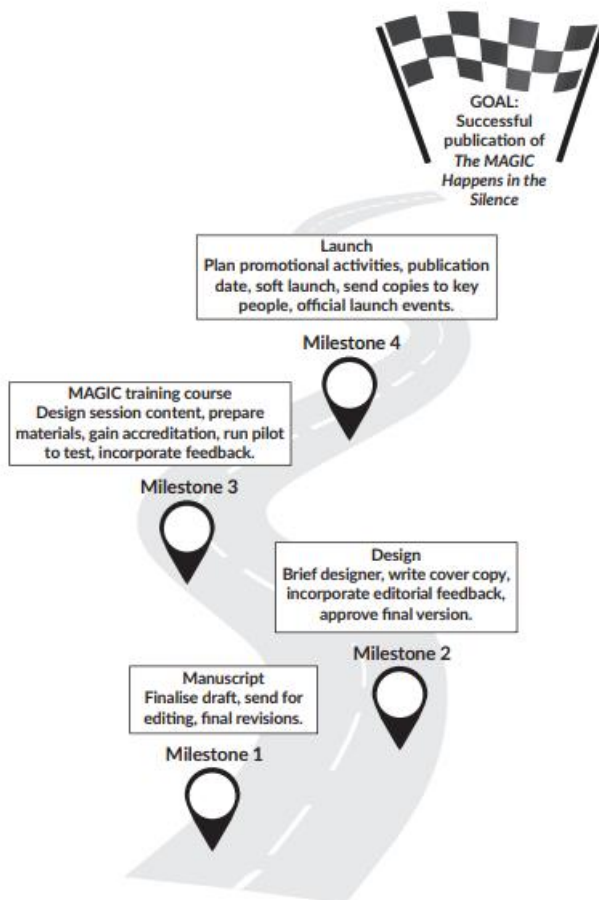 GOAL:
Successful
publication of
The MAGIC
Happens in the
Silence
Launch
Plan promotional activities, publication
date, soft launch, send copies to key
people, official launch events.
Milestone 4
MAGIC training course
Design session content, prepare
materials, gain accreditation, run pilot
to test, incorporate feedback.
Milestone 3
Design
Brief designer, write cover copy,
incorporate editorial feedback,
approve final version.
Milestone 2
Manuscript
Finalise draft, send for
editing, final revisions.
Milestone 1